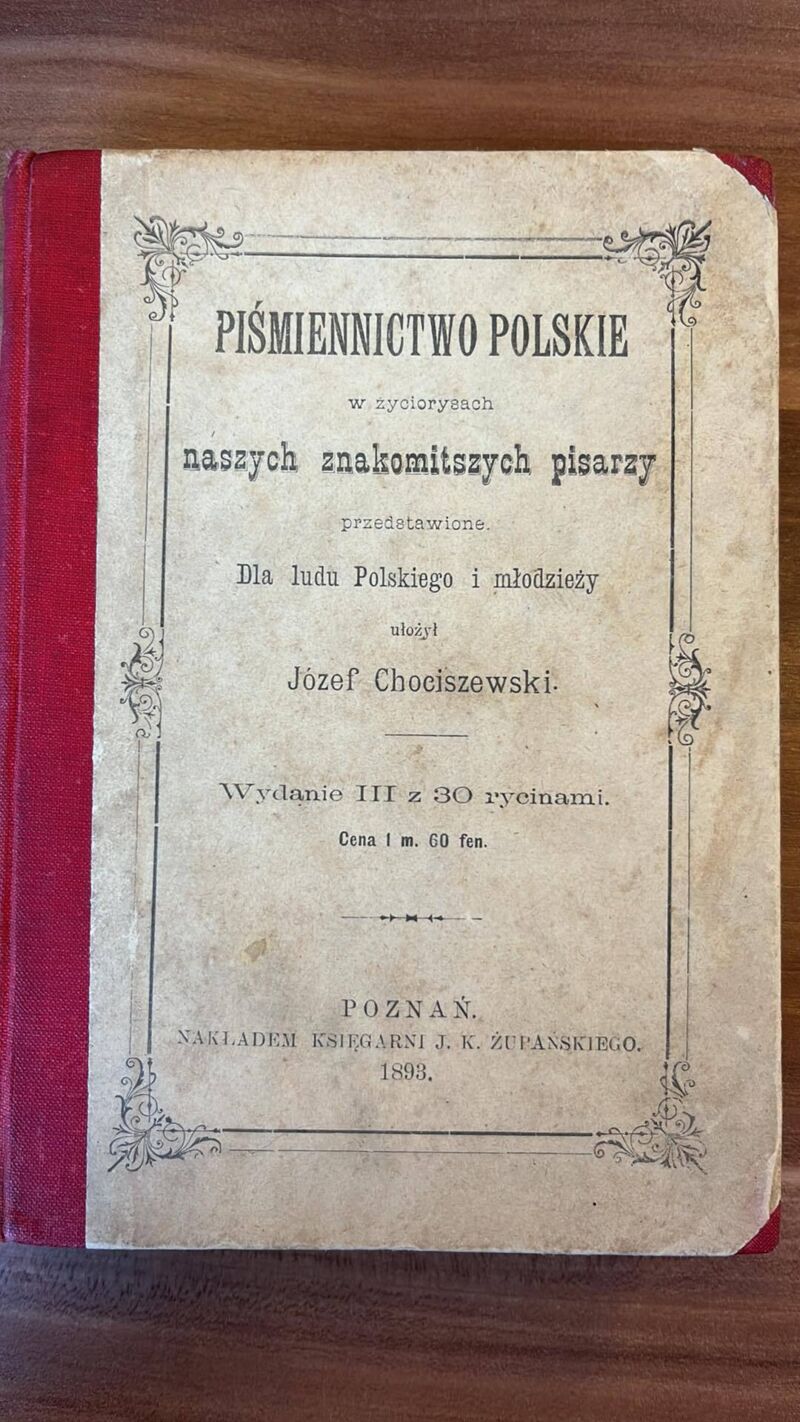 PIŚMIENNICTWO POLSKIE
w życiorysach
naszych znakomitszych pisarzy
przedstawione.
Dla ludu Polskiego i młodzieży
ułożył
Józef Chociszewski.
Wydanie III z 30 rycinami.
Cena 1 m. 60 fen.
POZNAŃ.
NAKŁADEM KSIĘGARNI J. K. ŻUPAŃSKIEGO.
1893.